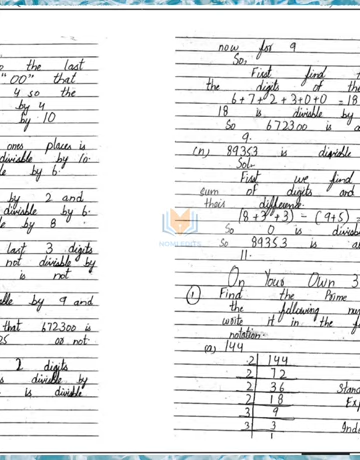 the last
"00" that
4 so the
by 4
by 10
ones places is
divisible by 10.
by 6.
by 2 and
divisible by 6.
by 8
last 3 digits
not divisible by
is not
by 9 and
that 672300 is
or not.
2 digits
divisible by
is divisible
now for 9
So,
First find
the digits of the
6+7+2+3+0+0 = 18
18 is divisible by
So 672300 is
9.
(n) 89353 is divisible
Sol-
First we find
sum of digits and
their difference
(8+3+3) - (9+5) =
So 0 is
So 89353 is
11.
On Your Own 3
① Find the Prime
the following
write it in the
notation.
(a) 144
2 | 144
2 | 72
2 | 36
2 | 18
3 | 9
3 | 3
1